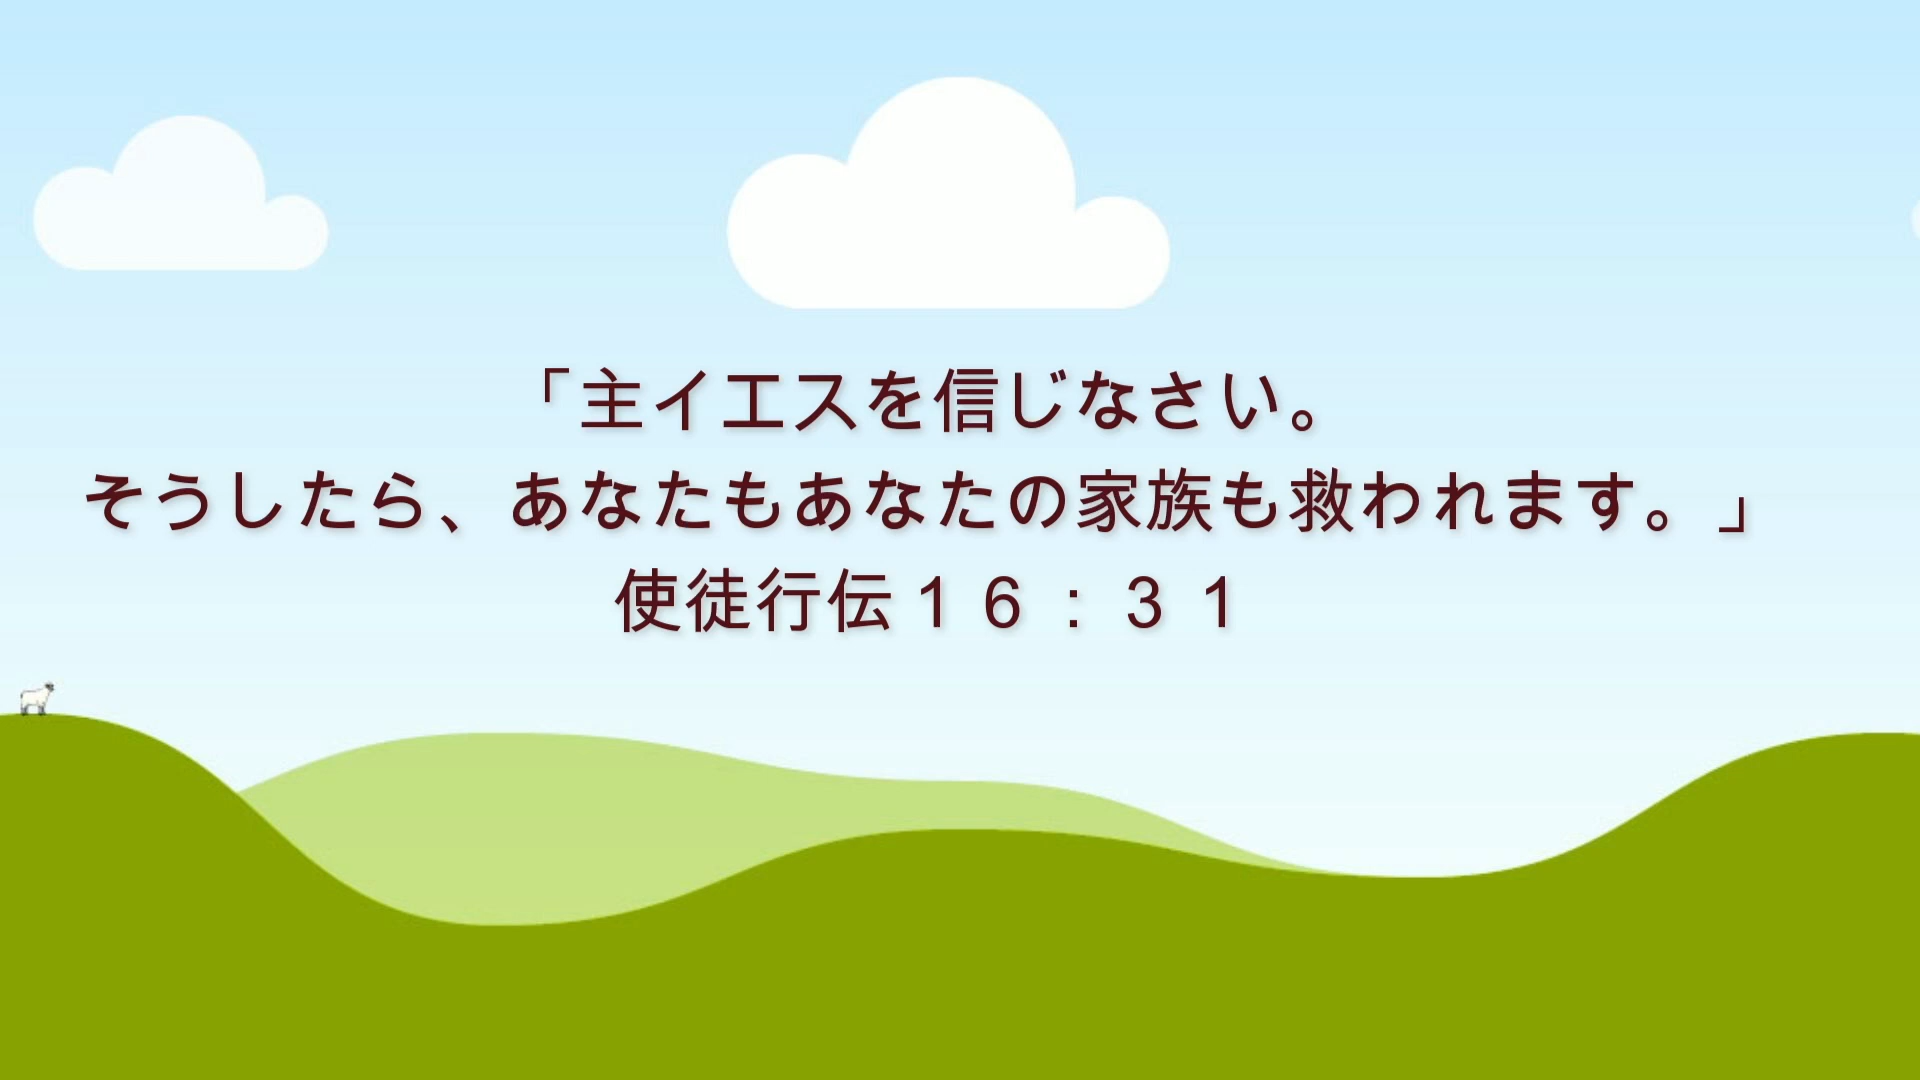 「主イエスを信じなさい。
そうしたら、あなたもあなたの家族も救われます。」
使徒行伝１６：３１